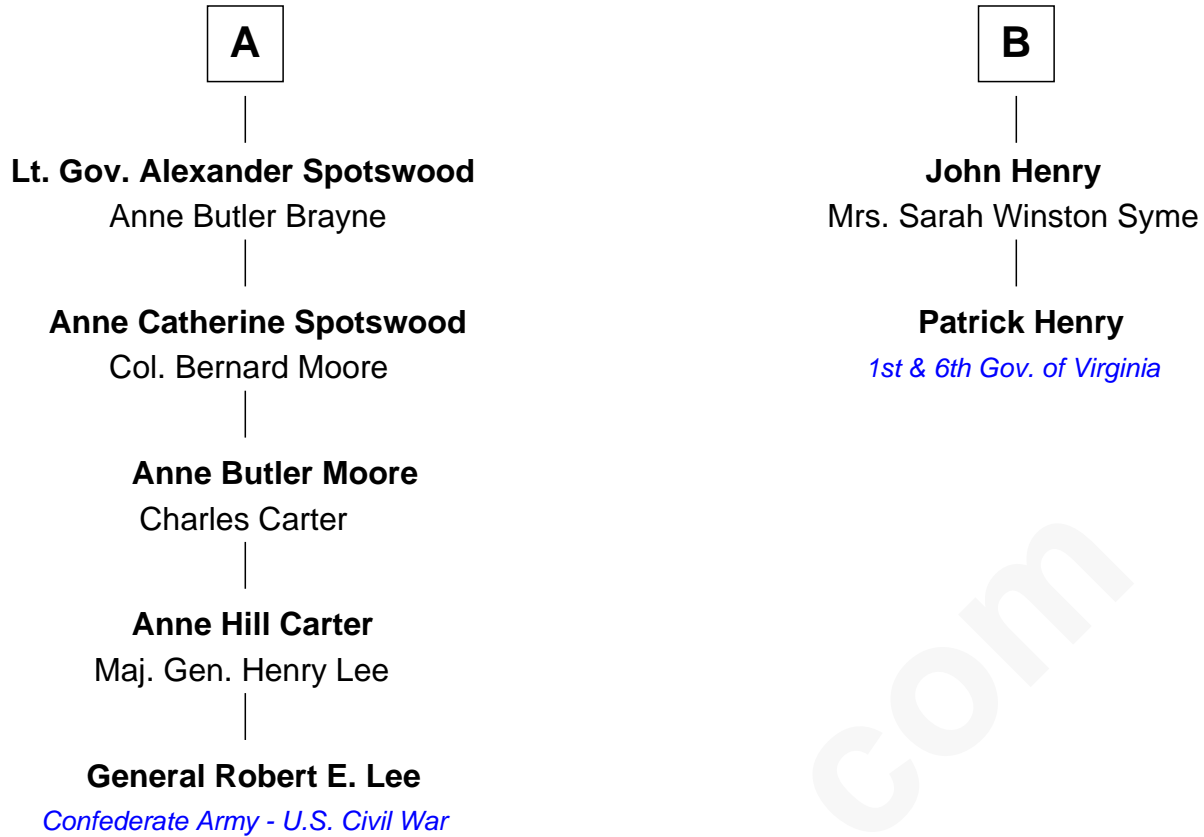 A
Lt. Gov. Alexander Spotswood
Anne Butler Brayne
Anne Catherine Spotswood
Col. Bernard Moore
Anne Butler Moore
Charles Carter
Anne Hill Carter
Maj. Gen. Henry Lee
General Robert E. Lee
Confederate Army - U.S. Civil War
B
John Henry
Mrs. Sarah Winston Syme
Patrick Henry
1st & 6th Gov. of Virginia
com